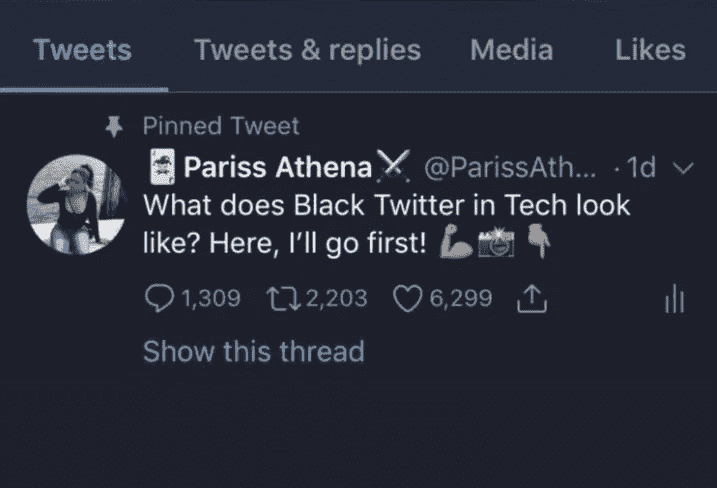 Tweets Tweets & replies Media Likes
Pinned Tweet
🃏 Pariss Athena⚔ @ParissAth... · 1d
What does Black Twitter in Tech look
like? Here, I'll go first! 💪📸👇
1,309 2,203 6,299
Show this thread